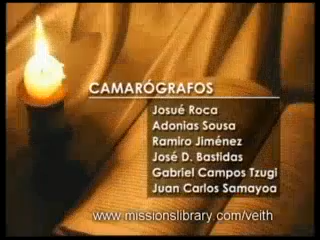 CAMARÓGRAFOS
Josué Roca
Adonias Sousa
Ramiro Jiménez
José D. Bastidas
Gabriel Campos Tzugi
Juan Carlos Samayoa
www.missionslibrary.com/veith